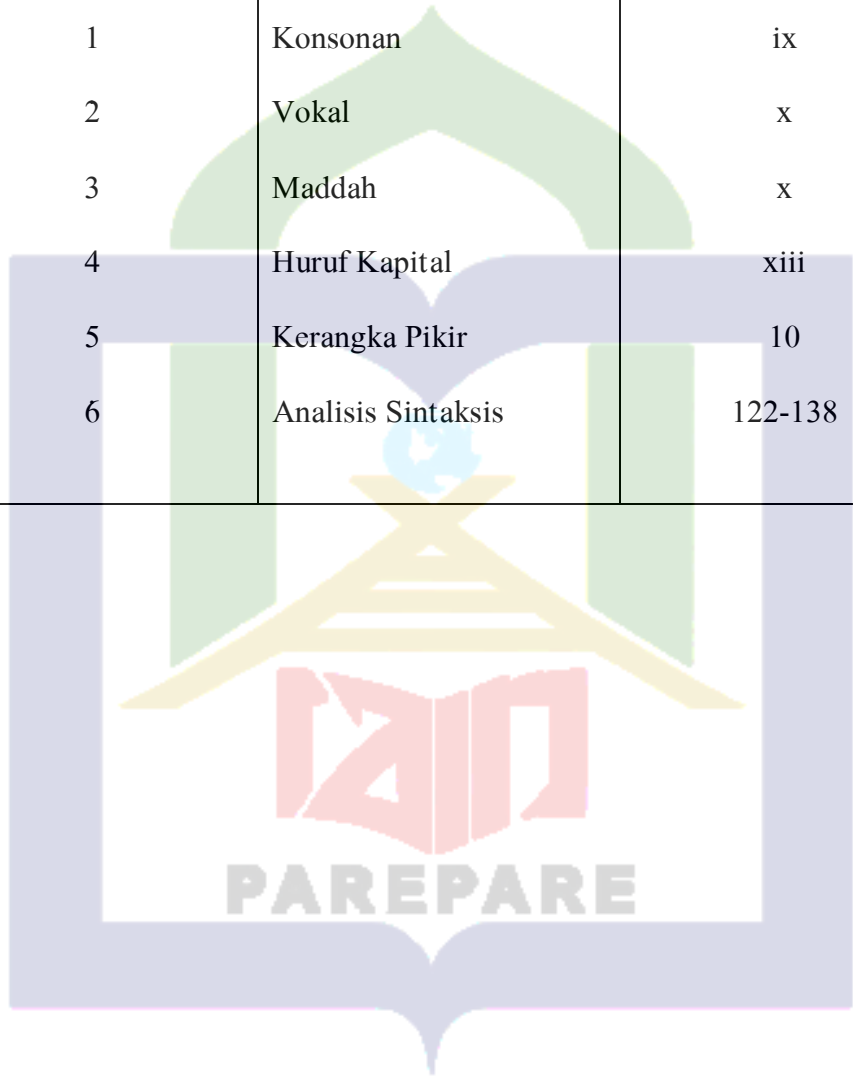 1 Konsonan ix
2 Vokal x
3 Maddah x
4 Huruf Kapital xiii
5 Kerangka Pikir 10
6 Analisis Sintaksis 122-138
iain
PAREPARE